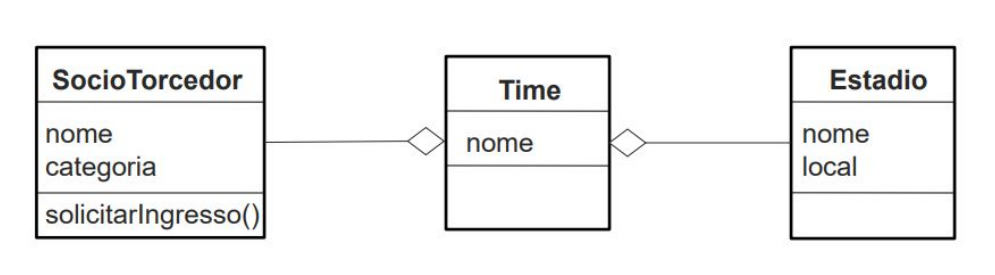 SocioTorcedor
nome
categoria
solicitarIngresso()
Time
nome
Estadio
nome
local